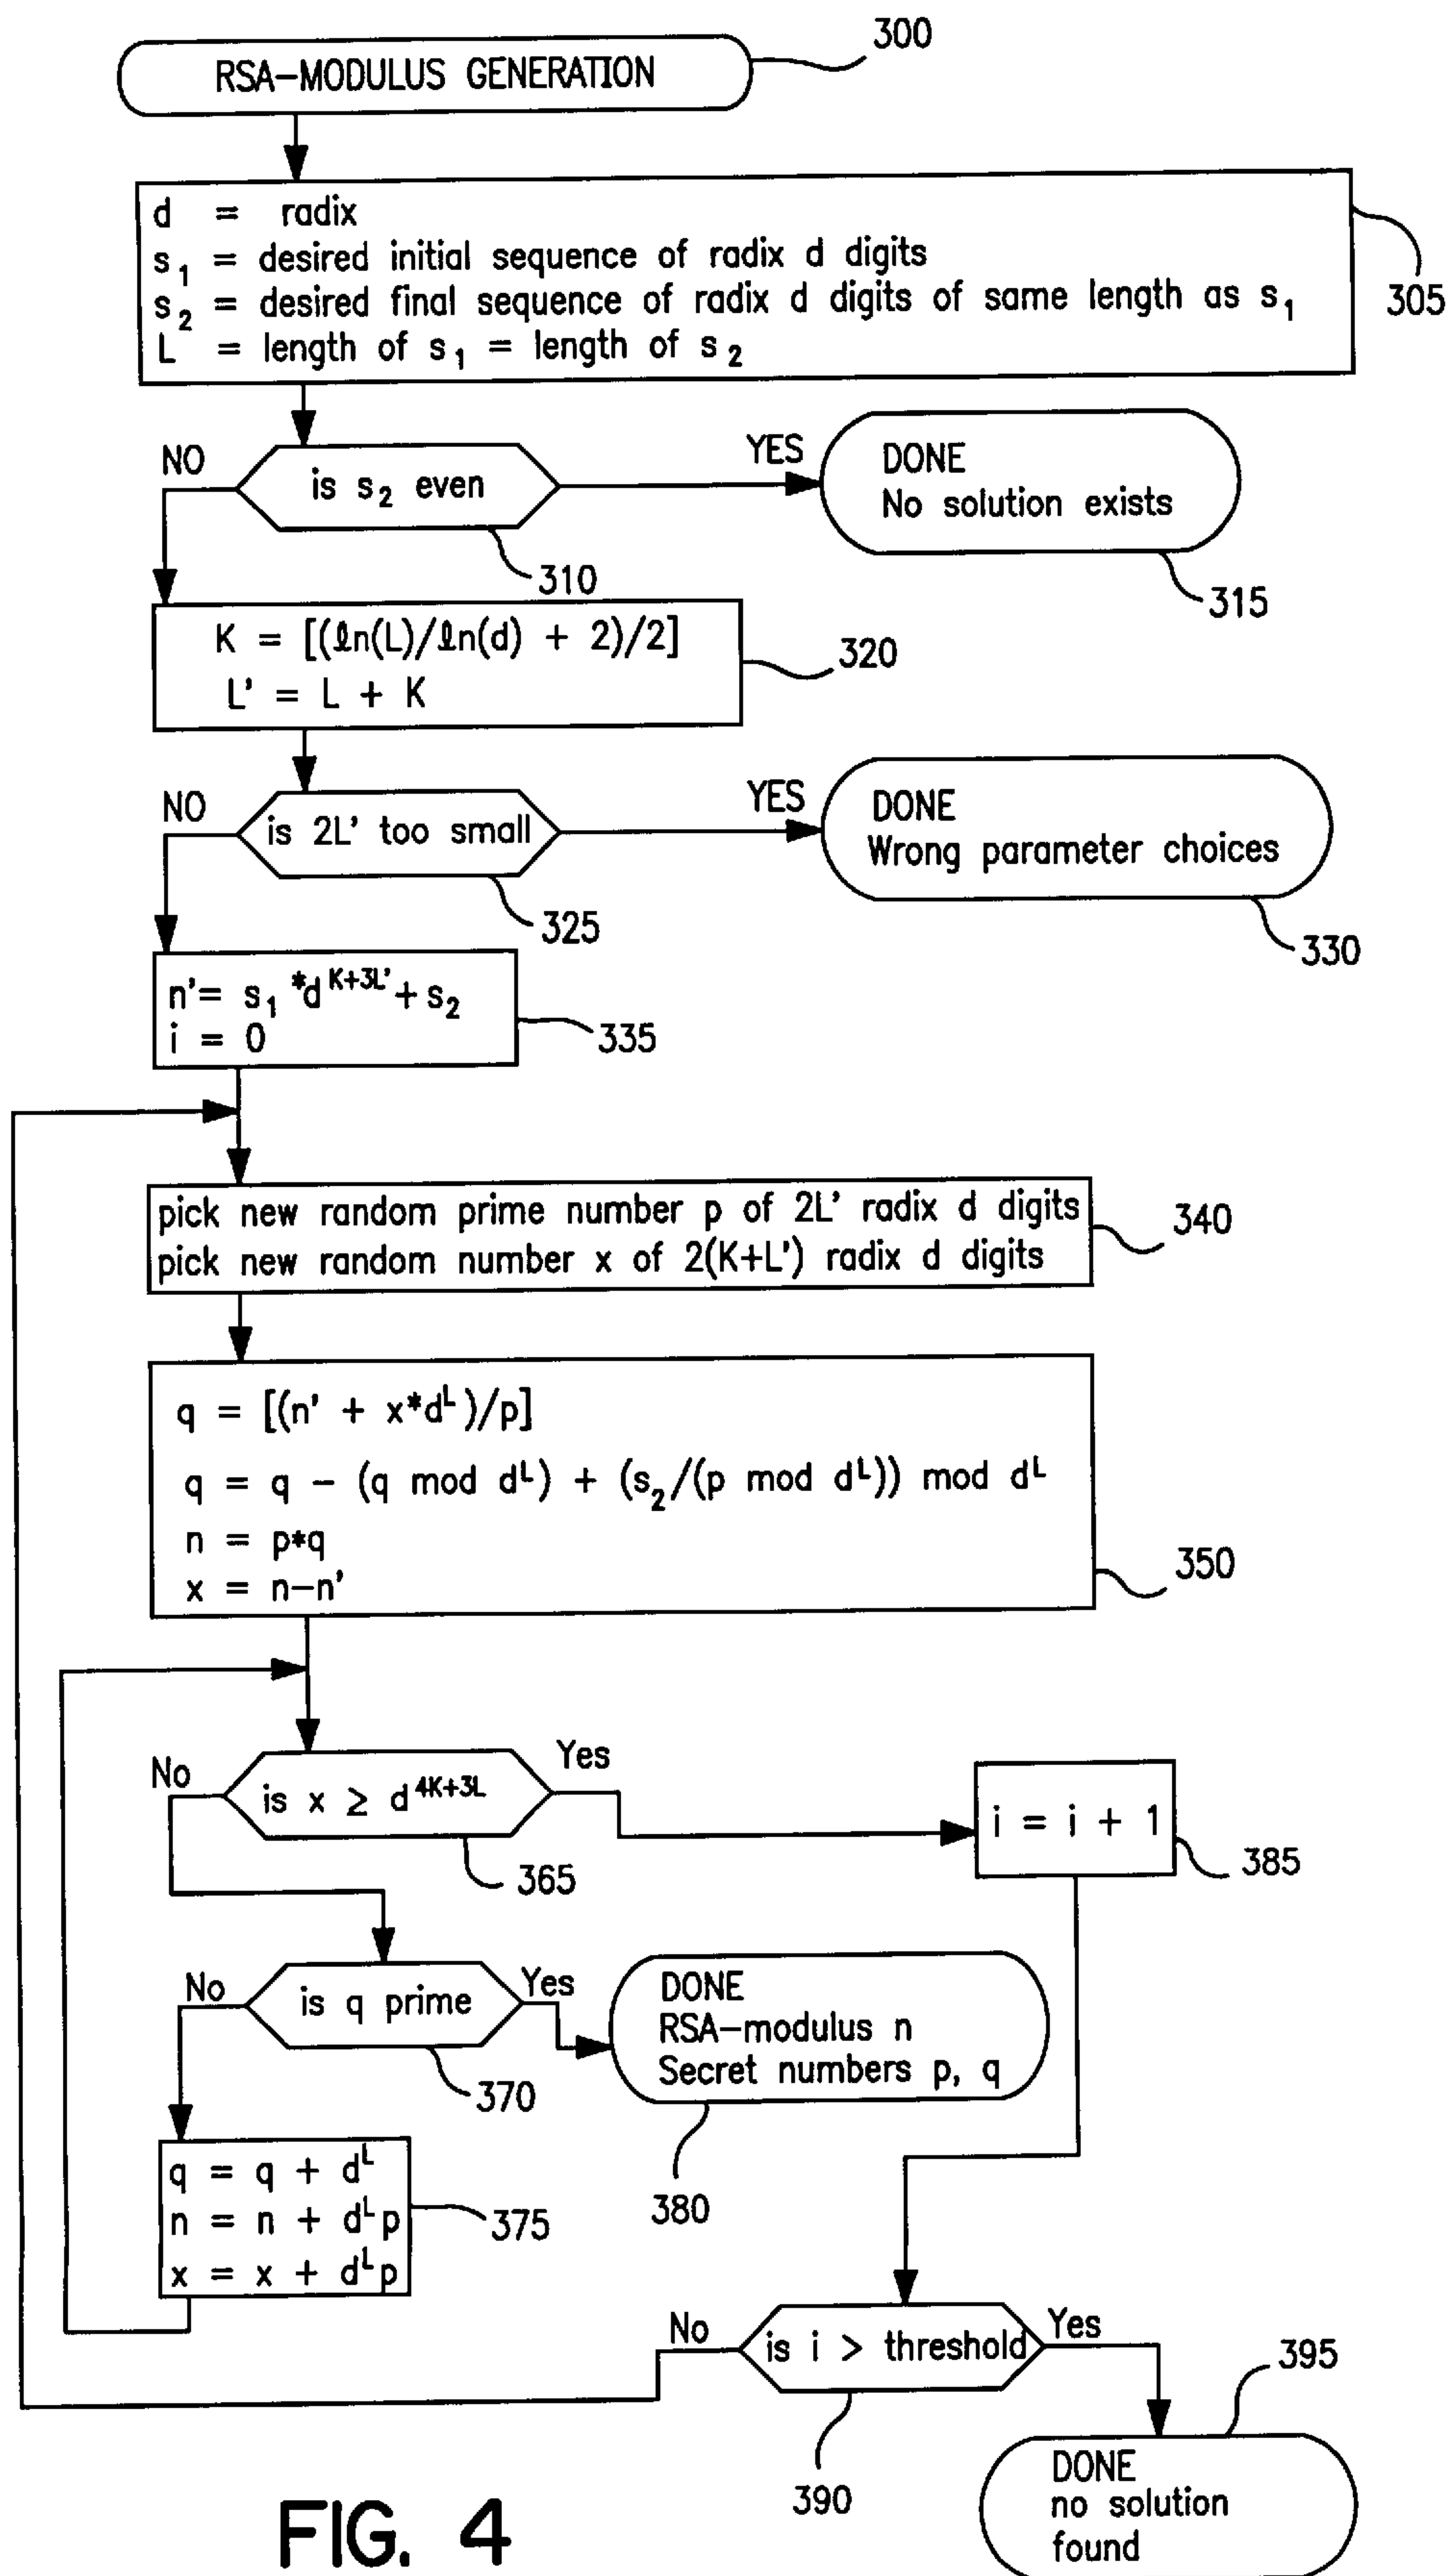 300
RSA-MODULUS GENERATION
d = radix
s₁ = desired initial sequence of radix d digits
s₂ = desired final sequence of radix d digits of same length as s₁
L = length of s₁ = length of s₂
305
NO
is s₂ even
YES
DONE
No solution exists
310
315
K = [(ℓn(L)/ℓn(d) + 2)/2]
L' = L + K
320
NO
is 2L' too small
YES
DONE
Wrong parameter choices
325
330
n'= s₁ *d^{K+3L'}+ s₂
i = 0
335
pick new random prime number p of 2L' radix d digits
pick new random number x of 2(K+L') radix d digits
340
q = [(n' + x*d^L)/p]
q = q – (q mod d^L) + (s₂/(p mod d^L)) mod d^L
n = p*q
x = n–n'
350
No
is x ≥ d^{4K+3L}
Yes
i = i + 1
365
385
No
is q prime
Yes
DONE
RSA–modulus n
Secret numbers p, q
370
380
q = q + d^L
n = n + d^L p
x = x + d^L p
375
No
is i > threshold
Yes
390
395
DONE
no solution
found
FIG. 4